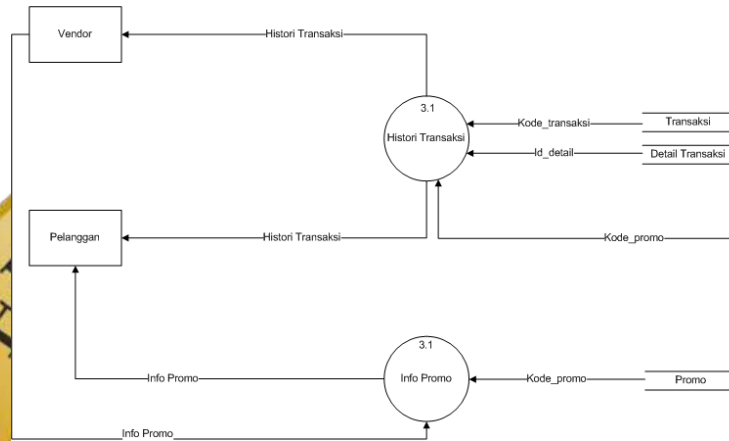 Vendor
Histori Transaksi
3.1
Histori Transaksi
Kode_transaksi
Transaksi
Id_detail
Detail Transaksi
Pelanggan
Histori Transaksi
Kode_promo
3.1
Info Promo
Info Promo
Kode_promo
Promo
Info Promo